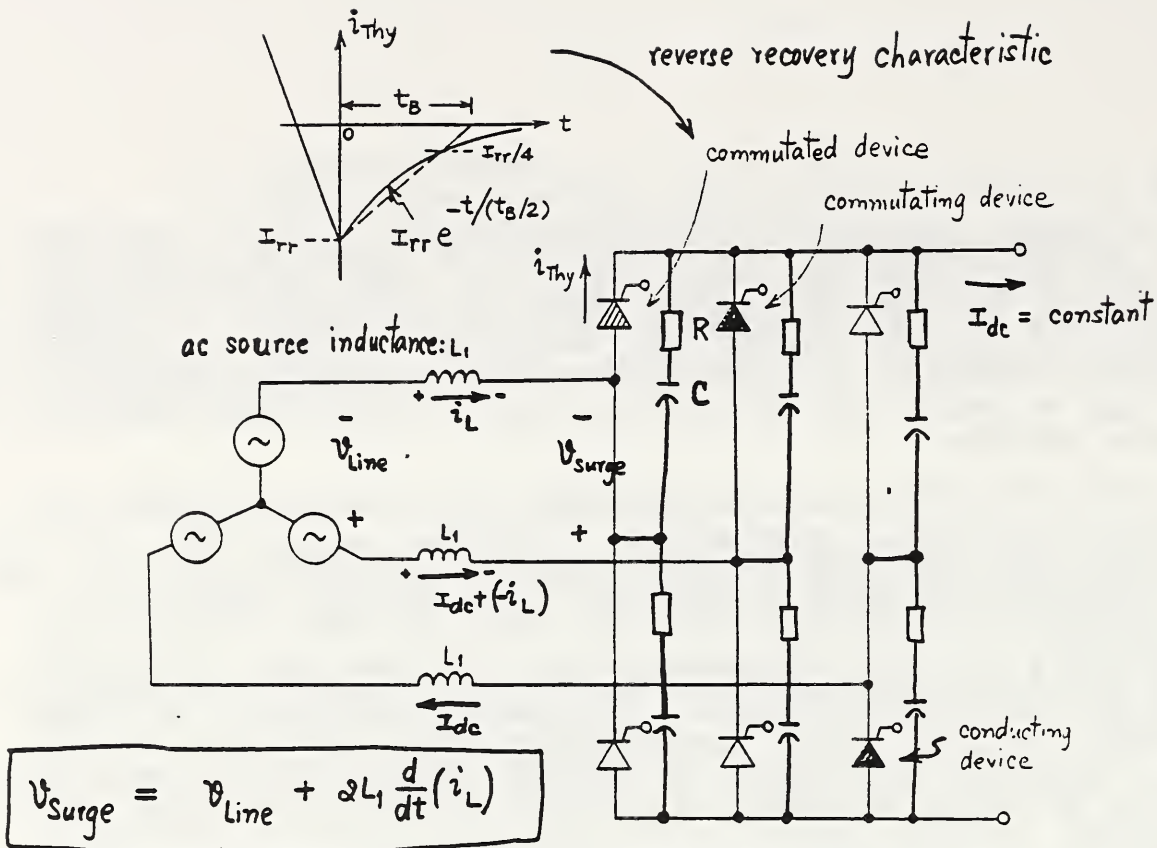 i_Thy
reverse recovery characteristic
t_B
t
0
I_rr/4
commutated device
commutating device
I_rr
I_rr e^-t/(t_B/2)
i_Thy
R
I_dc = constant
ac source inductance: L_1
C
+ i_L -
-
v_Line
-
v_Surge
~
~
~
+
+
L_1
+ -
I_dc + (-i_L)
L_1
I_dc
conducting
device
v_Surge = v_Line + 2L_1 d/dt (i_L)